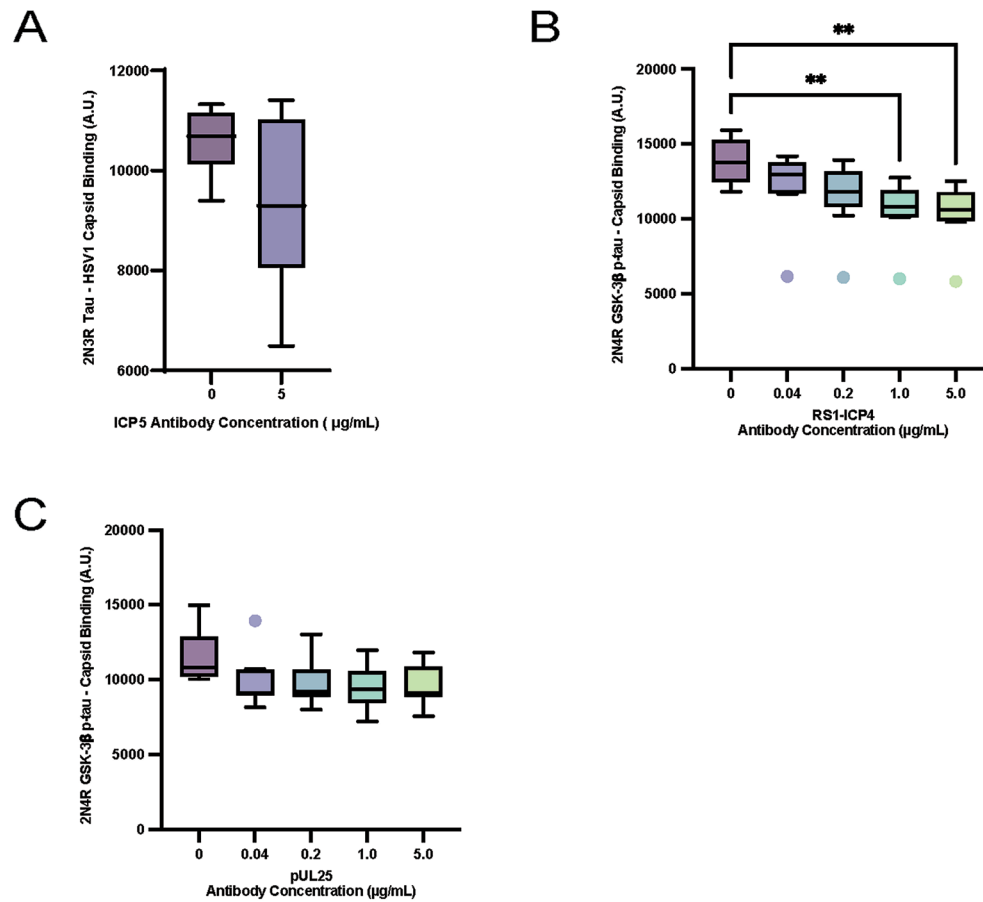 A
12000
10000
8000
6000
2N3R Tau - HSV1 Capsid Binding (A.U.)
0 5
ICP5 Antibody Concentration ( µg/mL)
B
**
**
20000
15000
10000
5000
0
2N4R GSK-3β p-tau - Capsid Binding (A.U.)
0 0.04 0.2 1.0 5.0
RS1-ICP4
Antibody Concentration (µg/mL)
C
20000
15000
10000
5000
0
2N4R GSK-3β p-tau - Capsid Binding (A.U.)
0 0.04 0.2 1.0 5.0
pUL25
Antibody Concentration (µg/mL)